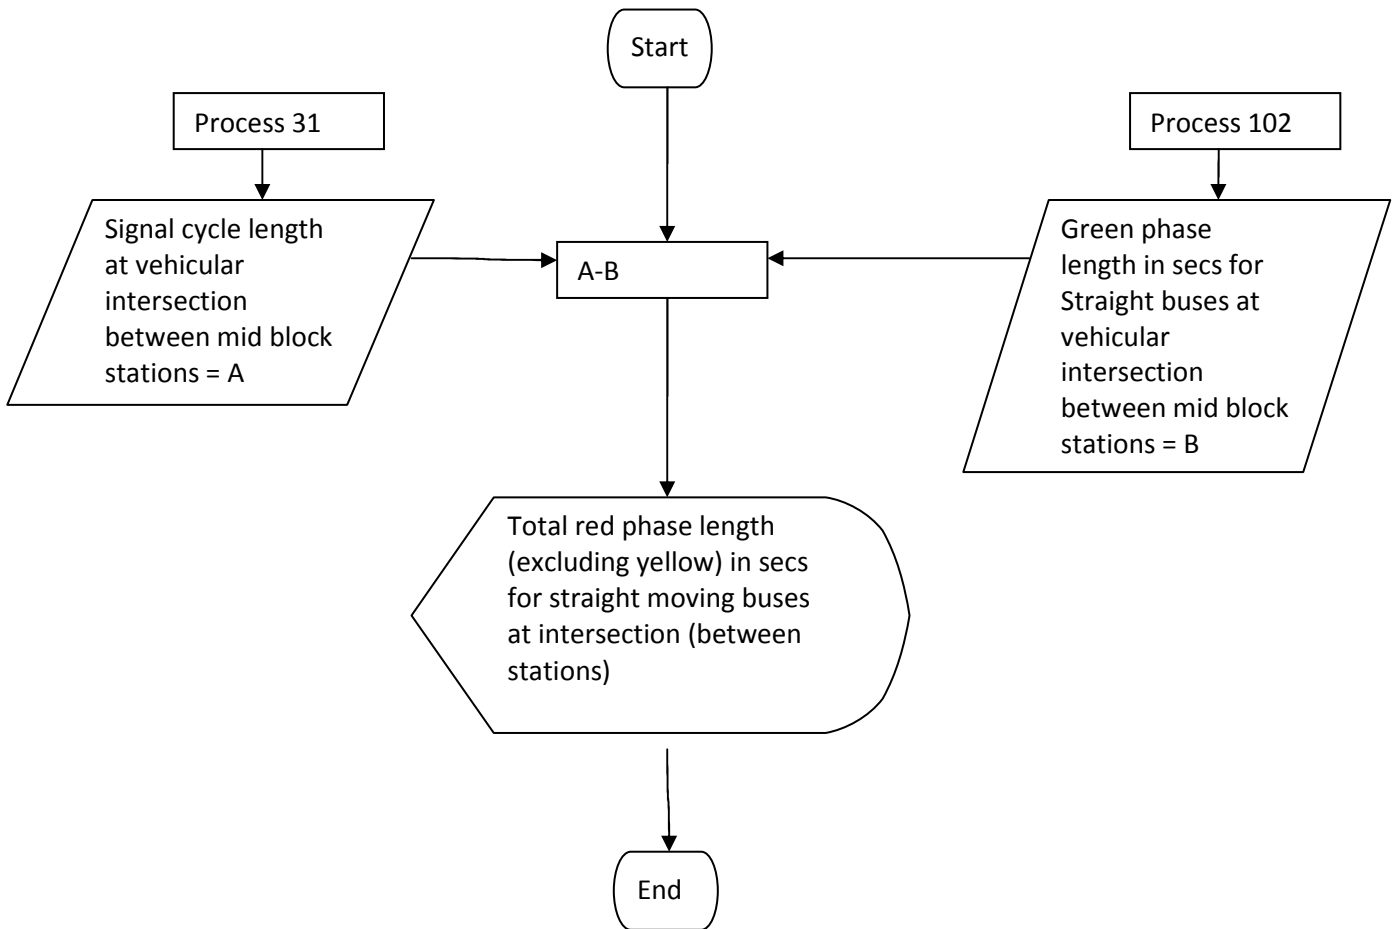 Start
Process 31
Process 102
Signal cycle length
at vehicular
intersection
between mid block
stations = A
A-B
Green phase
length in secs for
Straight buses at
vehicular
intersection
between mid block
stations = B
Total red phase length
(excluding yellow) in secs
for straight moving buses
at intersection (between
stations)
End